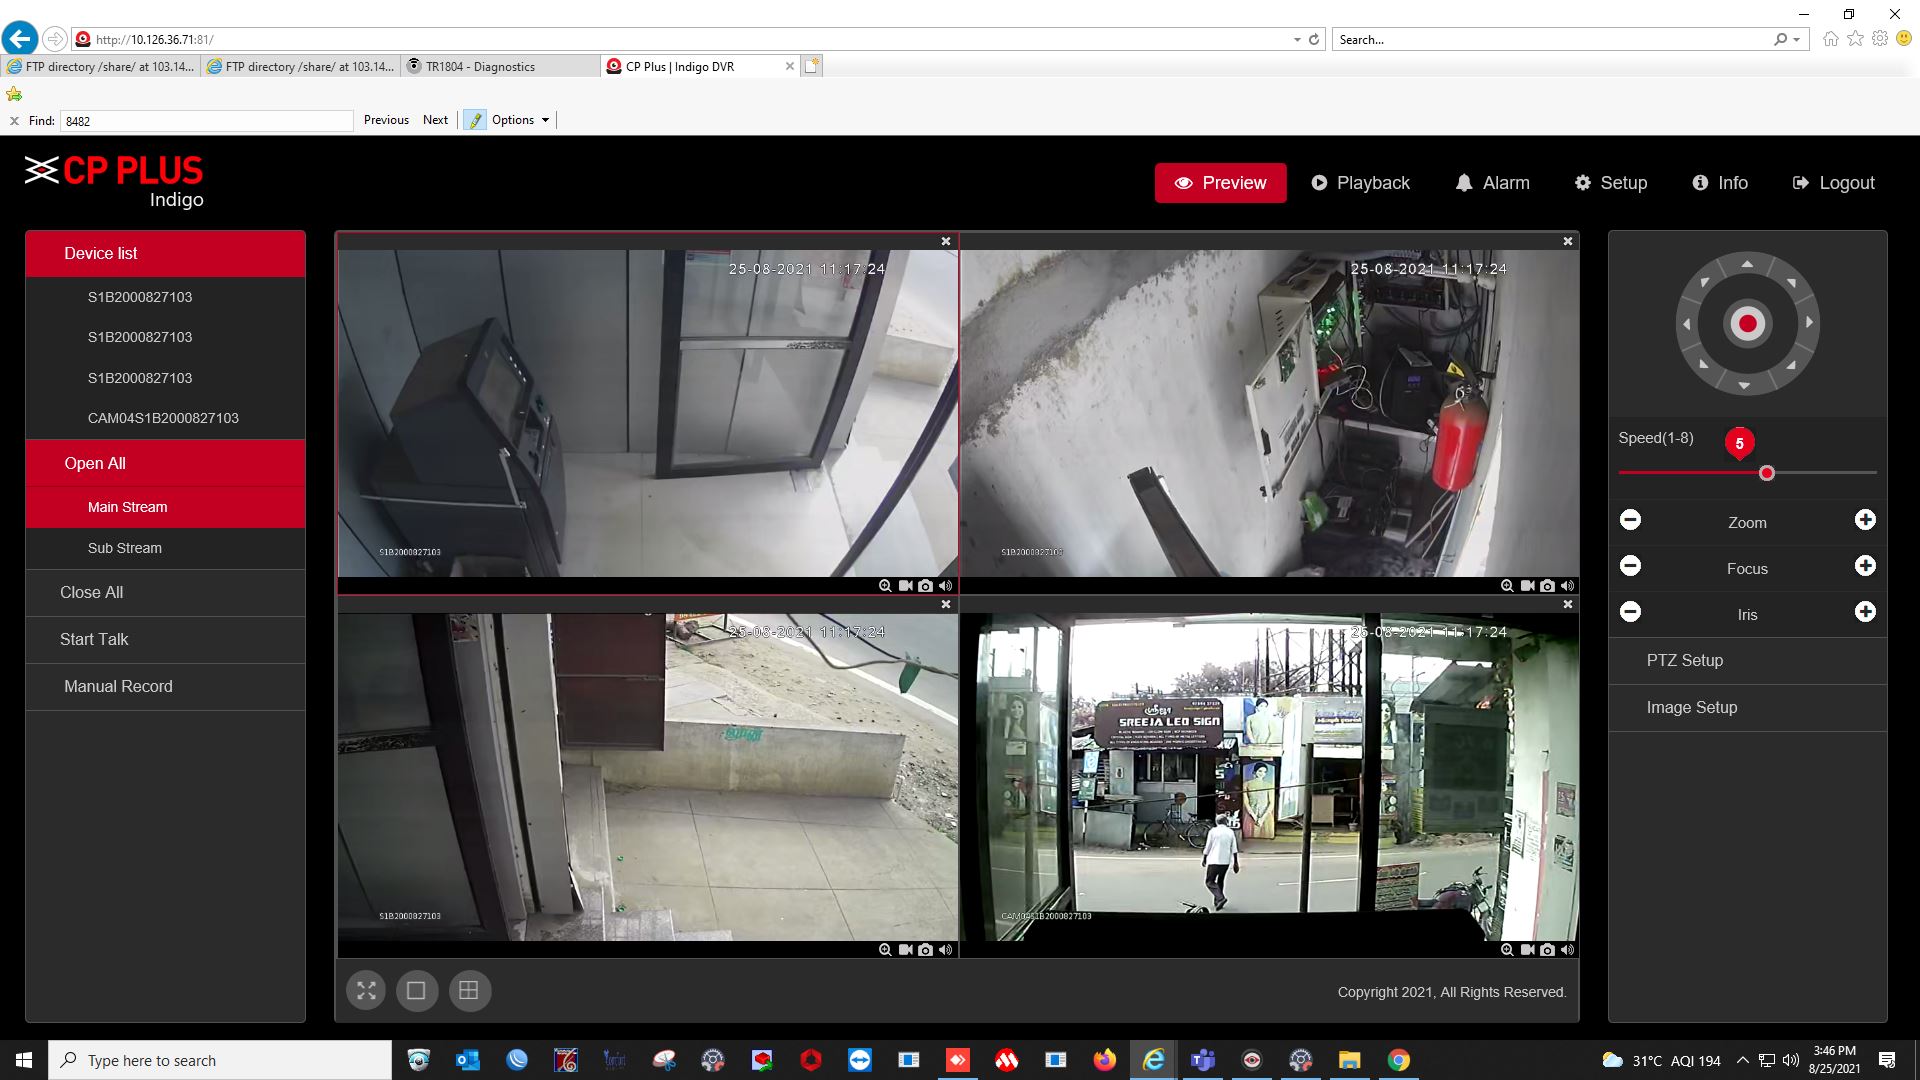 http://10.126.36.71:81/
Search...
FTP directory /share/ at 103.14...
FTP directory /share/ at 103.14...
TR1804 - Diagnostics
CP Plus | Indigo DVR
Find:
8482
Previous
Next
Options
CP PLUS
Indigo
Preview
Playback
Alarm
Setup
Info
Logout
Device list
S1B2000827103
S1B2000827103
S1B2000827103
CAM04S1B2000827103
Open All
Main Stream
Sub Stream
Close All
Start Talk
Manual Record
25-08-2021 11:17:24
S1B2000827103
25-08-2021 11:17:24
S1B2000827103
25-08-2021 11:17:24
S1B2000827103
25-08-2021 11:17:24
ஸ்ரீஜா
SREEJA LED SIGN
CAM04S1B2000827103
Speed(1-8)
5
Zoom
Focus
Iris
PTZ Setup
Image Setup
Copyright 2021, All Rights Reserved.
Type here to search
31°C AQI 194
3:46 PM
8/25/2021